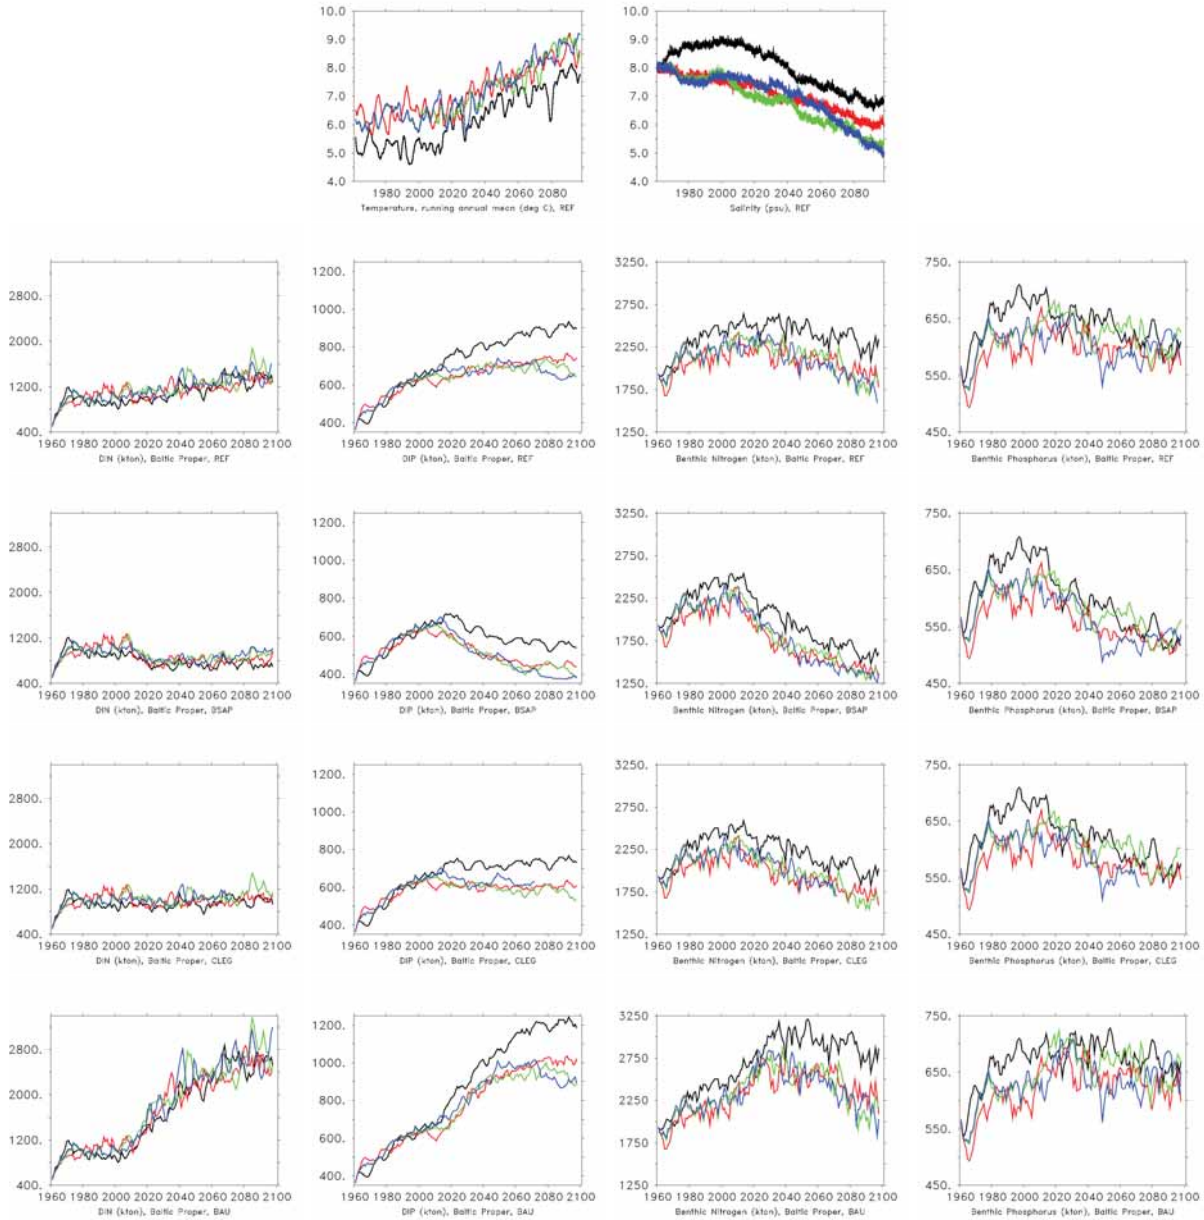 10.0 10.0
9.0 9.0
8.0 8.0
7.0 7.0
6.0 6.0
5.0 5.0
4.0 4.0
1980 2000 2020 2040 2060 2080 1980 2000 2020 2040 2060 2080
Temperature, running annual mean (deg C), REF Salinity (psu), REF
1200 3250. 750.
2800. 1000 2750. 650.
2000. 800 2250.
1200 600 1750. 550.
400. 400 1250 450.
1960 1980 2000 2020 2040 2060 2080 2100 1960 1980 2000 2020 2040 2060 2080 2100 1960 1980 2000 2020 2040 2060 2080 2100 1960 1980 2000 2020 2040 2060 2080 2100
DIN (kton), Baltic Proper, REF DIP (kton), Baltic Proper, REF Benthic Nitrogen (kton), Baltic Proper, REF Benthic Phosphorus (kton), Baltic Proper, REF
1200 3250. 750.
2800. 1000 2750. 650.
2000. 800 2250.
1200 600 1750. 550.
400. 400 1250 450.
1960 1980 2000 2020 2040 2060 2080 2100 1960 1980 2000 2020 2040 2060 2080 2100 1960 1980 2000 2020 2040 2060 2080 2100 1960 1980 2000 2020 2040 2060 2080 2100
DIN (kton), Baltic Proper, BSAP DIP (kton), Baltic Proper, BSAP Benthic Nitrogen (kton), Baltic Proper, BSAP Benthic Phosphorus (kton), Baltic Proper, BSAP
1200 3250. 750.
2800. 1000 2750. 650.
2000. 800 2250.
1200 600 1750. 550.
400. 400 1250 450.
1960 1980 2000 2020 2040 2060 2080 2100 1960 1980 2000 2020 2040 2060 2080 2100 1960 1980 2000 2020 2040 2060 2080 2100 1960 1980 2000 2020 2040 2060 2080 2100
DIN (kton), Baltic Proper, CLEG DIP (kton), Baltic Proper, CLEG Benthic Nitrogen (kton), Baltic Proper, CLEG Benthic Phosphorus (kton), Baltic Proper, CLEG
1200 3250 750.
2800. 1000 2750. 650.
2000. 800 2250.
1200 600 1750. 550.
400. 400 1250 450.
1960 1980 2000 2020 2040 2060 2080 2100 1960 1980 2000 2020 2040 2060 2080 2100 1960 1980 2000 2020 2040 2060 2080 2100 1960 1980 2000 2020 2040 2060 2080 2100
DIN (kton), Baltic Proper, BAU DIP (kton), Baltic Proper, BAU Benthic Nitrogen (kton), Baltic Proper, BAU Benthic Phosphorus (kton), Baltic Proper, BAU